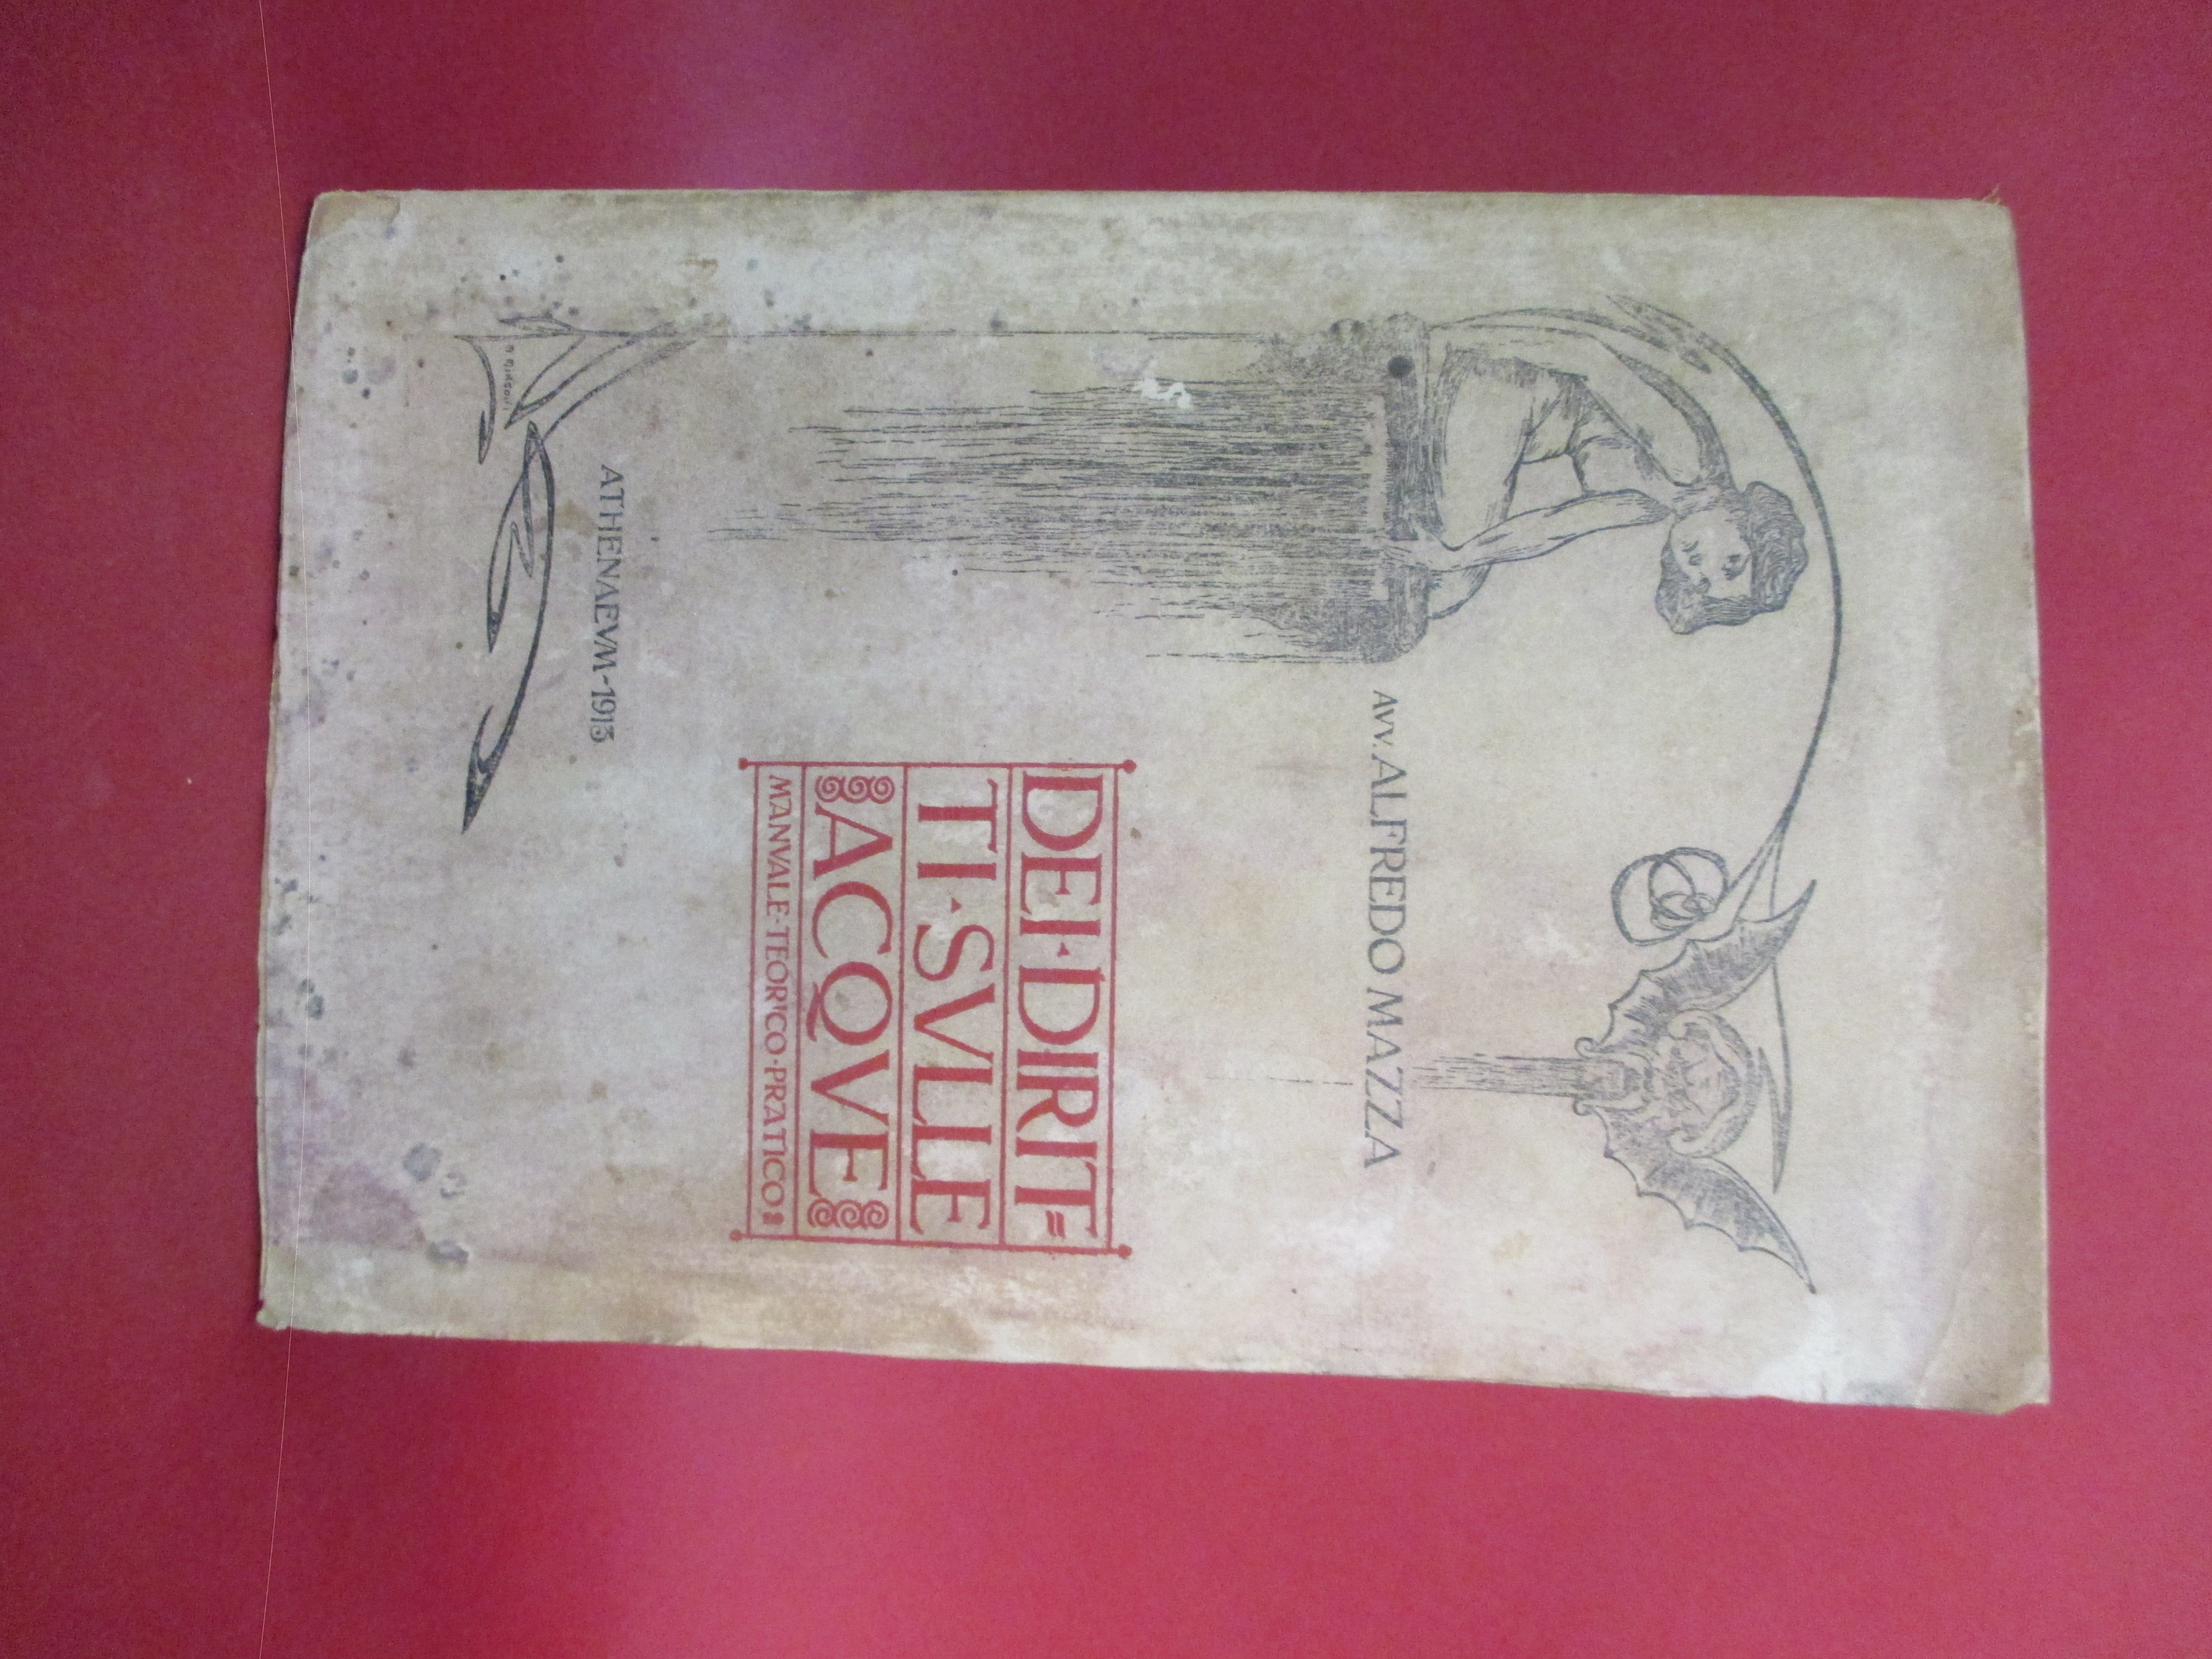 AVV. ALFREDO MAZZA
DEI·DIRIT=
TI·SVLLE
ACQVE
MANVALE·TEORICO·PRATICO
ATHENAEVM-1913